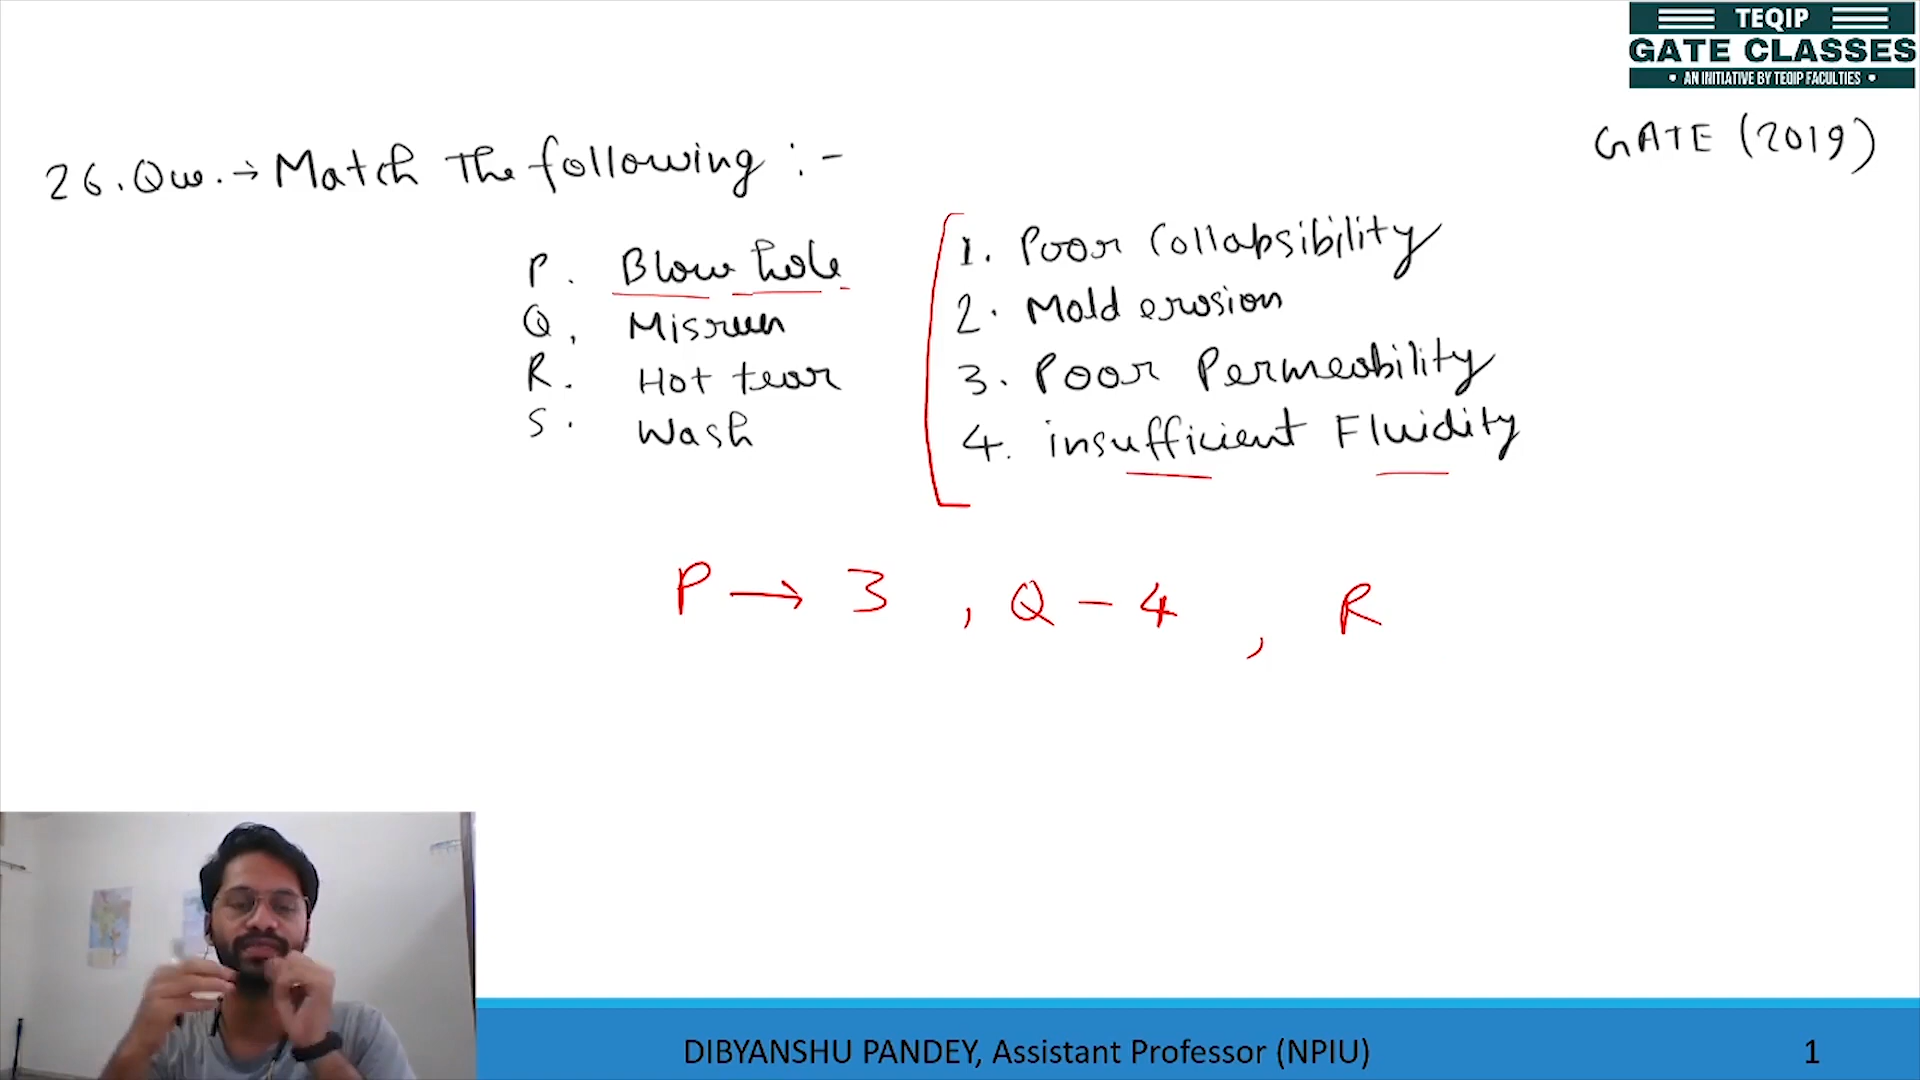 TEQIP
GATE CLASSES
• AN INITIATIVE BY TEQIP FACULTIES •
GATE (2019)
26. Que. → Match The following :-
P. Blow hole
Q. Misrun
R. Hot tear
S. Wash
1. Poor Collapsibility
2. Mold erosion
3. Poor Permeability
4. insufficient Fluidity
P → 3 , Q - 4 , R
DIBYANSHU PANDEY, Assistant Professor (NPIU) 1